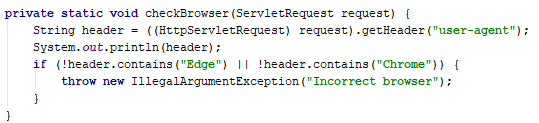 private static void checkBrowser(ServletRequest request) {
    String header = ((HttpServletRequest) request).getHeader("user-agent");
    System.out.println(header);
    if (!header.contains("Edge") || !header.contains("Chrome")) {
        throw new IllegalArgumentException("Incorrect browser");
    }
}